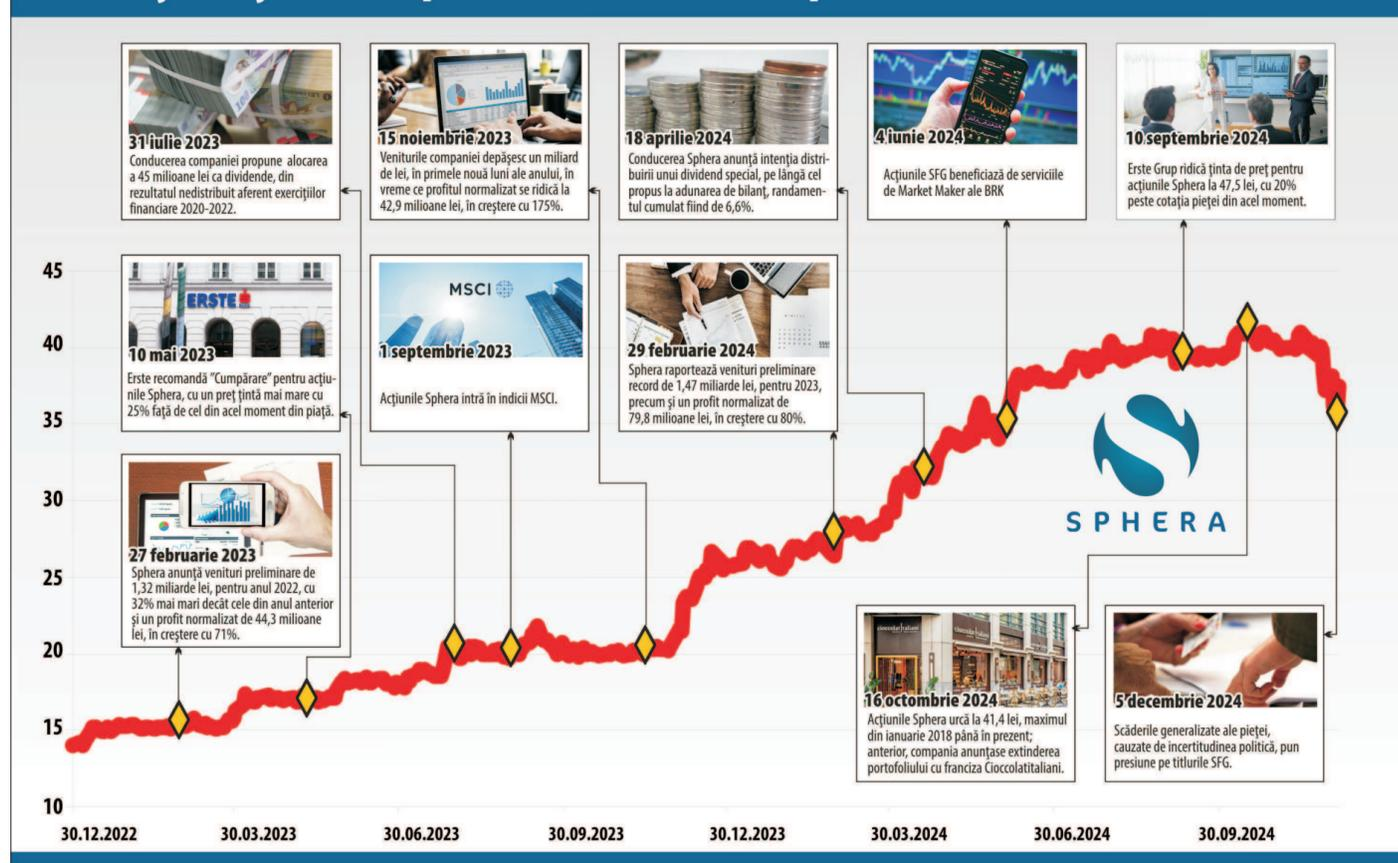 31 iulie 2023
Conducerea companiei propune alocarea
a 45 milioane lei ca dividende, din
rezultatul nedistribuit aferent exercițiilor
financiare 2020-2022.
15 noiembrie 2023
Veniturile companiei depășesc un miliard
de lei, în primele nouă luni ale anului, în
vreme ce profitul normalizat se ridică la
42,9 milioane lei, în creștere cu 175%.
18 aprilie 2024
Conducerea Sphera anunță intenția distri-
buirii unui dividend special, pe lângă cel
propus la adunarea de bilanț, randamen-
tul cumulat fiind de 6,6%.
4 iunie 2024
Acțiunile SFG beneficiază de serviciile
de Market Maker ale BRK
10 septembrie 2024
Erste Grup ridică ținta de preț pentru
acțiunile Sphera la 47,5 lei, cu 20%
peste cotația pieței din acel moment.
ERSTE
10 mai 2023
Erste recomandă "Cumpărare" pentru acțiu-
nile Sphera, cu un preț țintă mai mare cu
25% față de cel din acel moment din piață.
MSCI
1 septembrie 2023
Acțiunile Sphera intră în indicii MSCI.
29 februarie 2024
Sphera raportează venituri preliminare
record de 1,47 miliarde lei, pentru 2023,
precum și un profit normalizat de
79,8 milioane lei, în creștere cu 80%.
27 februarie 2023
Sphera anunță venituri preliminare de
1,32 miliarde lei, pentru anul 2022, cu
32% mai mari decât cele din anul anterior
și un profit normalizat de 44,3 milioane
lei, în creștere cu 71%.
SPHERA
16 octombrie 2024
Acțiunile Sphera urcă la 41,4 lei, maximul
din ianuarie 2018 până în prezent;
anterior, compania anunțase extinderea
portofoliului cu franciza Cioccolatitaliani.
5 decembrie 2024
Scăderile generalizate ale pieței,
cauzate de incertitudinea politică, pun
presiune pe titlurile SFG.
45
40
35
30
25
20
15
10
30.12.2022
30.03.2023
30.06.2023
30.09.2023
30.12.2023
30.03.2024
30.06.2024
30.09.2024